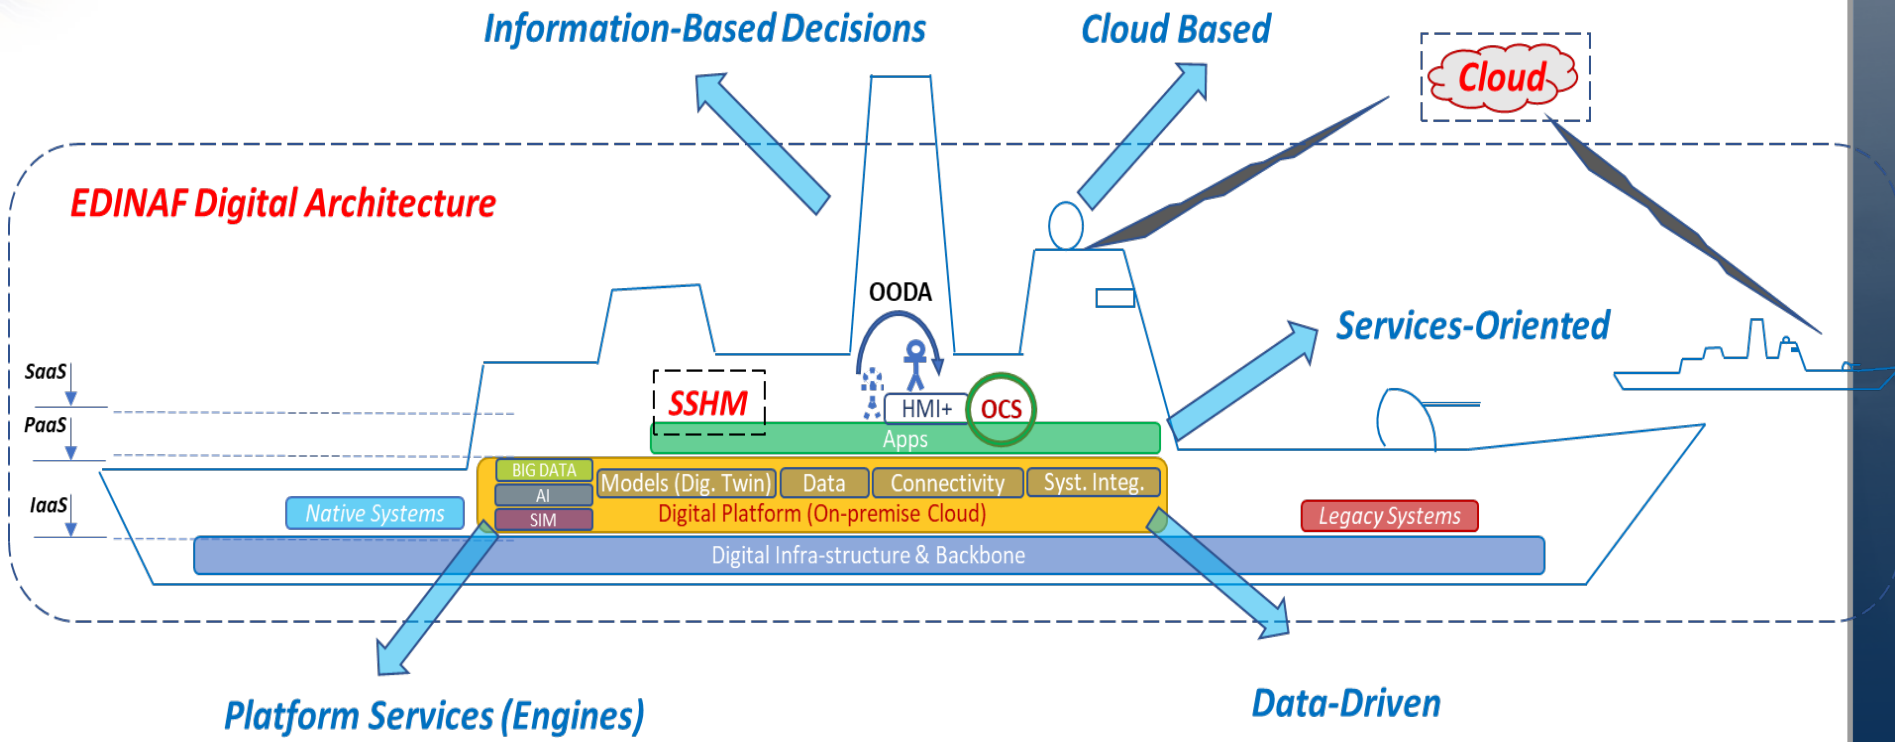 Information-Based Decisions
Cloud Based
Cloud
EDINAF Digital Architecture
OODA
Services-Oriented
SaaS
SSHM
HMI+
OCS
PaaS
Apps
BIG DATA
Models (Dig. Twin)
Data
Connectivity
Syst. Integ.
AI
IaaS
Native Systems
SIM
Digital Platform (On-premise Cloud)
Legacy Systems
Digital Infra-structure & Backbone
Platform Services (Engines)
Data-Driven